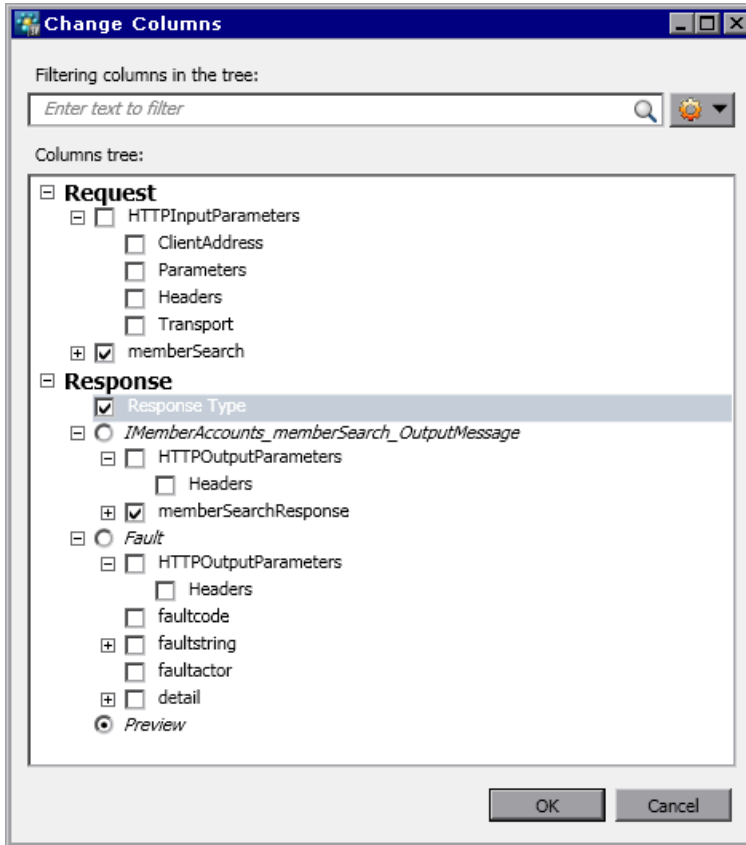 Change Columns
Filtering columns in the tree:
Enter text to filter
Columns tree:
Request
HTTPInputParameters
ClientAddress
Parameters
Headers
Transport
memberSearch
Response
Response Type
IMemberAccounts_memberSearch_OutputMessage
HTTPOutputParameters
Headers
memberSearchResponse
Fault
HTTPOutputParameters
Headers
faultcode
faultstring
faultactor
detail
Preview
OK Cancel